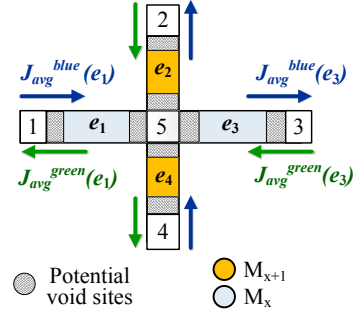 2
J_avg^blue(e_1)
J_avg^blue(e_3)
e_2
1
e_1
5
e_3
3
J_avg^green(e_1)
J_avg^green(e_3)
e_4
4
Potential
void sites
M_{x+1}
M_x